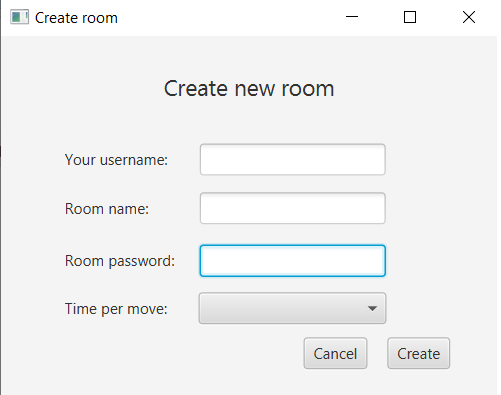 Create room
Create new room
Your username:
Room name:
Room password:
Time per move:
Cancel Create